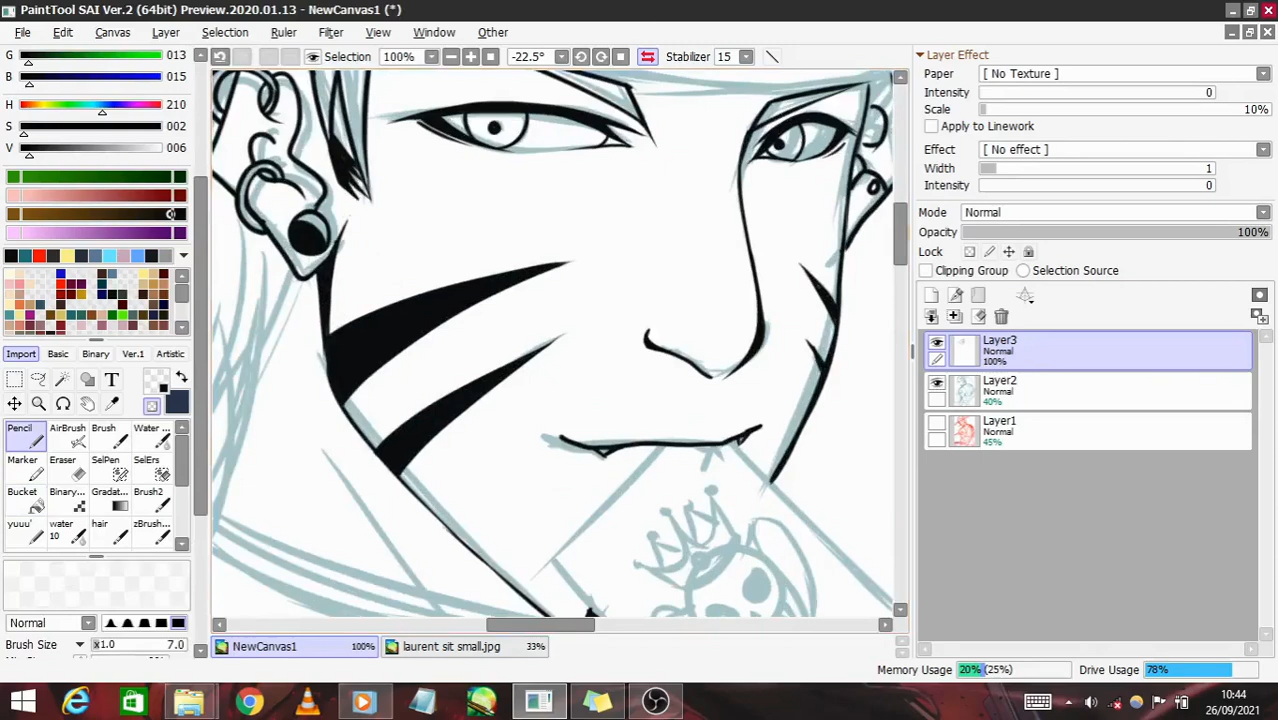 PaintTool SAI Ver.2 (64bit) Preview.2020.01.13 - NewCanvas1 (*)
File Edit Canvas Layer Selection Ruler Filter View Window Other
Selection 100% -22.5° Stabilizer 15
G 013
B 015
H 210
S 002
V 006
Import Basic Binary Ver.1 Artistic
Pencil AirBrush Brush Water ...
Marker Eraser SelPen SelErs
Bucket Binary... Gradat... Brush2
yuuu' water 10 hair zBrush...
Normal
Brush Size x1.0 7.0
Layer Effect
Paper [ No Texture ]
Intensity 0
Scale 10%
Apply to Linework
Effect [ No effect ]
Width 1
Intensity 0
Mode Normal
Opacity 100%
Lock
Clipping Group Selection Source
Layer3
Normal
100%
Layer2
Normal
40%
Layer1
Normal
45%
NewCanvas1 100% laurent sit small.jpg 33%
Memory Usage 20% (25%) Drive Usage 78%
10:44
26/09/2021